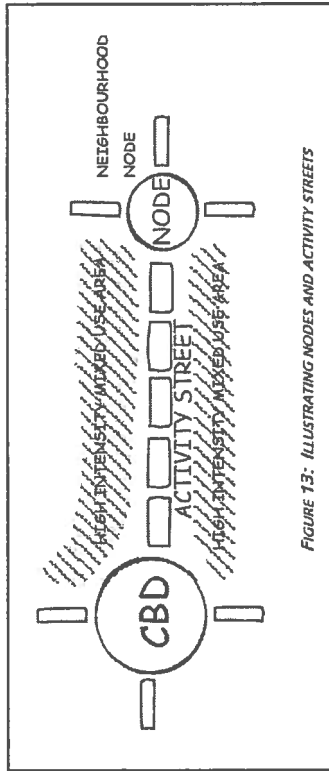 NEIGHBOURHOOD
NODE
HIGH INTENSITY MIXED USE AREA
CBD
NODE
ACTIVITY STREET
HIGH INTENSITY MIXED USE AREA
FIGURE 13: ILLUSTRATING NODES AND ACTIVITY STREETS